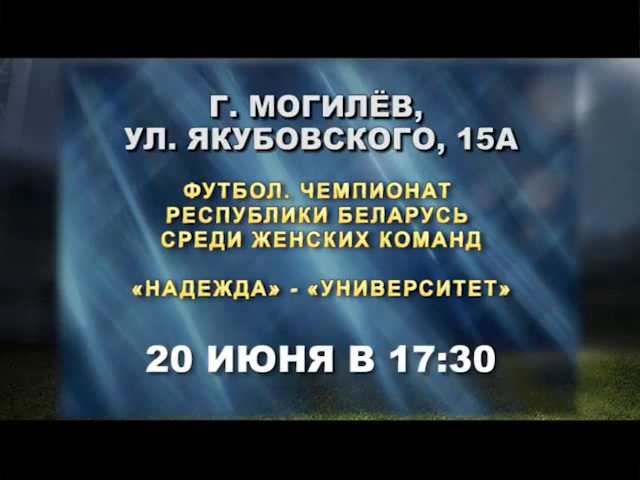 Г. МОГИЛЁВ,
УЛ. ЯКУБОВСКОГО, 15А
ФУТБОЛ. ЧЕМПИОНАТ
РЕСПУБЛИКИ БЕЛАРУСЬ
СРЕДИ ЖЕНСКИХ КОМАНД
«НАДЕЖДА» - «УНИВЕРСИТЕТ»
20 ИЮНЯ В 17:30